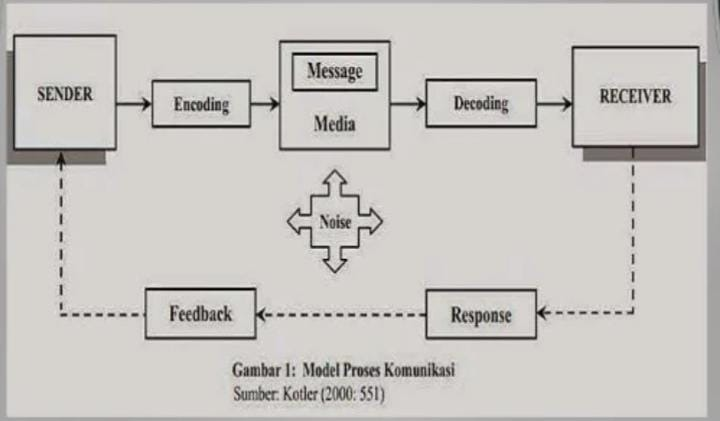 SENDER
Encoding
Message
Media
Decoding
RECEIVER
Noise
Feedback
Response
Gambar 1: Model Proses Komunikasi
Sumber: Kotler (2000: 551)